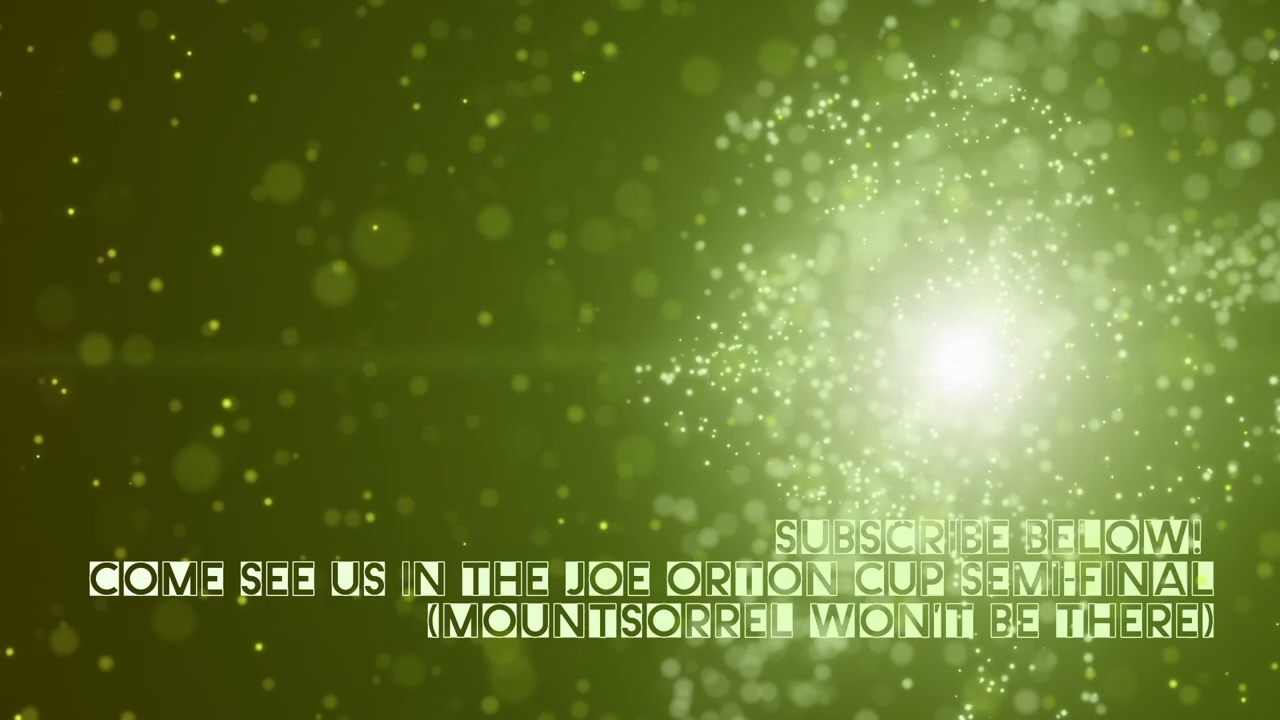 SUBSCRIBE BELOW!
COME SEE US IN THE JOE ORTON CUP SEMI-FINAL
(MOUNTSORREL WON'T BE THERE)